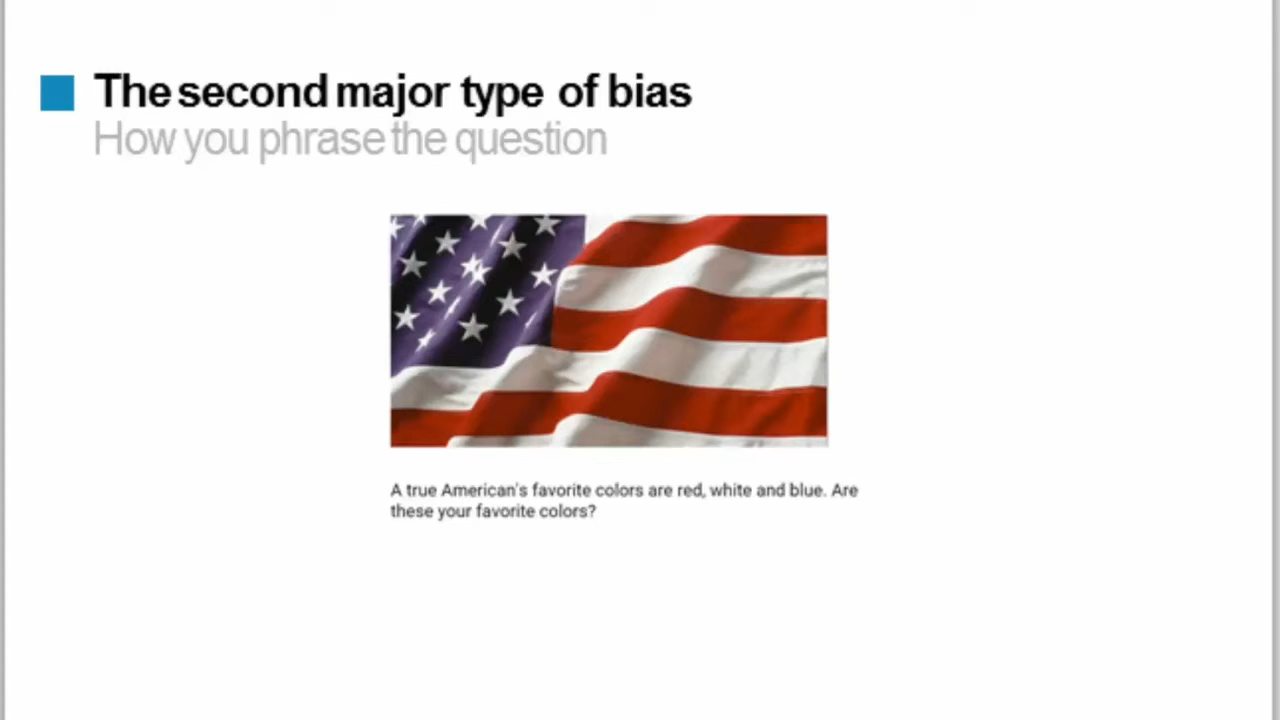 The second major type of bias
How you phrase the question
A true American's favorite colors are red, white and blue. Are
these your favorite colors?